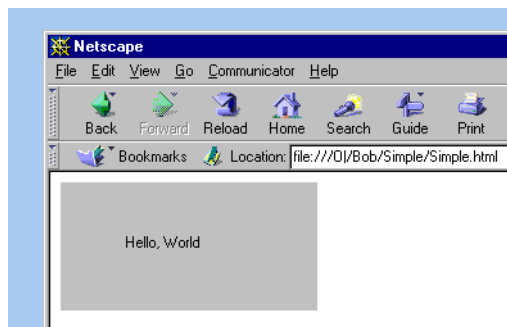 Netscape
File Edit View Go Communicator Help
Back Forward Reload Home Search Guide Print
Bookmarks Location: file:///O|/Bob/Simple/Simple.html
Hello, World